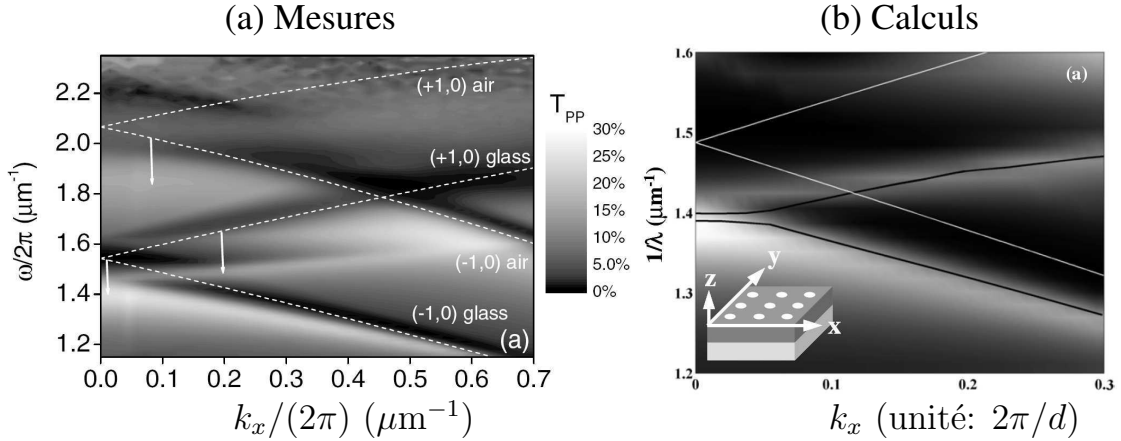 (a) Mesures
(b) Calculs
2.2
2.0
1.8
1.6
1.4
1.2
ω/2π (μm⁻¹)
(+1,0) air
(+1,0) glass
(-1,0) air
(-1,0) glass
(a)
0.0 0.1 0.2 0.3 0.4 0.5 0.6 0.7
kₓ/(2π) (μm⁻¹)
T_PP
30%
25%
20%
15%
10%
5.0%
0%
1.6
1.5
1.4
1.3
1.2
1/λ (μm⁻¹)
(a)
z
y
x
0 0.1 0.2 0.3
kₓ (unité: 2π/d)